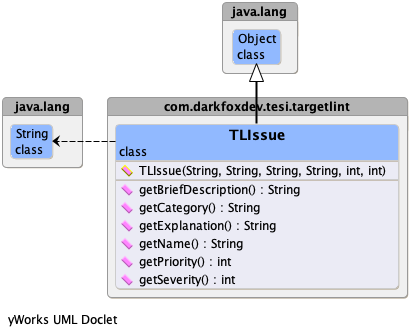 java.lang
Object
class
java.lang
String
class
com.darkfoxdev.tesi.targetlint
TLIssue
class
TLIssue(String, String, String, String, int, int)
getBriefDescription() : String
getCategory() : String
getExplanation() : String
getName() : String
getPriority() : int
getSeverity() : int
yWorks UML Doclet